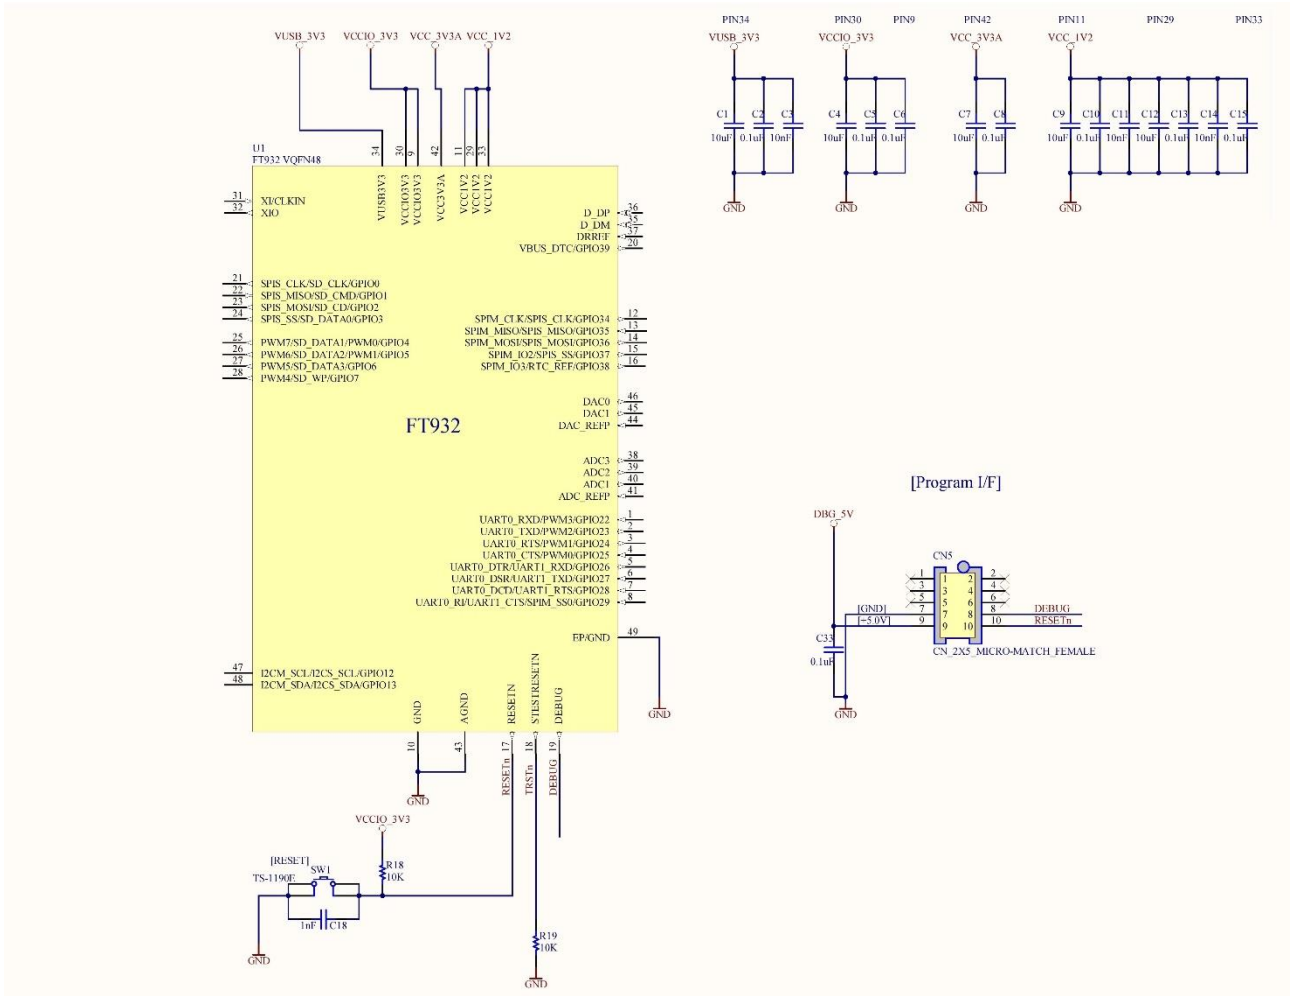 PIN34 PIN30 PIN9 PIN42 PIN11 PIN29 PIN33
VUSB_3V3 VCCIO_3V3 VCC_3V3A VCC_1V2
VUSB_3V3 VCCIO_3V3 VCC_3V3A VCC_1V2
C1 C2 C3 C4 C5 C6 C7 C8 C9 C10 C11 C12 C13 C14 C15
10uF 0.1uF 10nF 10uF 0.1uF 0.1uF 10uF 0.1uF 10uF 0.1uF 10nF 10uF 0.1uF 10nF 0.1uF
GND GND GND GND
U1
FT932 VQFN48
34 30 9 42 11 29 33
VUSB3V3 VCCIO3V3 VCCIO3V3 VCC3V3A VCC1V2 VCC1V2 VCC1V2
31 XI/CLKIN
32 XIO
D_DP 36
D_DM 35
DRREF 37
VBUS_DTC/GPIO39 20
21 SPIS_CLK/SD_CLK/GPIO0
22 SPIS_MISO/SD_CMD/GPIO1
23 SPIS_MOSI/SD_CD/GPIO2
24 SPIS_SS/SD_DATA0/GPIO3
25 PWM7/SD_DATA1/PWM0/GPIO4
26 PWM6/SD_DATA2/PWM1/GPIO5
27 PWM5/SD_DATA3/GPIO6
28 PWM4/SD_WP/GPIO7
SPIM_CLK/SPIS_CLK/GPIO34 12
SPIM_MISO/SPIS_MISO/GPIO35 13
SPIM_MOSI/SPIS_MOSI/GPIO36 14
SPIM_IO2/SPIS_SS/GPIO37 15
SPIM_IO3/RTC_REF/GPIO38 16
DAC0 46
DAC1 45
DAC_REFP 44
FT932
ADC3 38
ADC2 39
ADC1 40
ADC_REFP 41
UART0_RXD/PWM3/GPIO22 1
UART0_TXD/PWM2/GPIO23 2
UART0_RTS/PWM1/GPIO24 3
UART0_CTS/PWM0/GPIO25 4
UART0_DTR/UART1_RXD/GPIO26 5
UART0_DSR/UART1_TXD/GPIO27 6
UART0_DCD/UART1_RTS/GPIO28 7
UART0_RI/UART1_CTS/SPIM_SS0/GPIO29 8
EP/GND 49
GND
47 I2CM_SCL/I2CS_SCL/GPIO12
48 I2CM_SDA/I2CS_SDA/GPIO13
GND AGND RESETN STESTRESETN DEBUG
10 43 17 18 19
RESETn TRSTn DEBUG
GND
VCCIO_3V3
R18
10K
[RESET]
SW1
TS-1190E
1nF C18
GND
R19
10K
GND
[Program I/F]
DBG_5V
CN5
1 1 2 2
3 3 4 4
5 5 6 6
[GND] 7 7 8 8 DEBUG
[+5.0V] 9 9 10 10 RESETn
CN_2X5_MICRO-MATCH_FEMALE
C33
0.1uF
GND